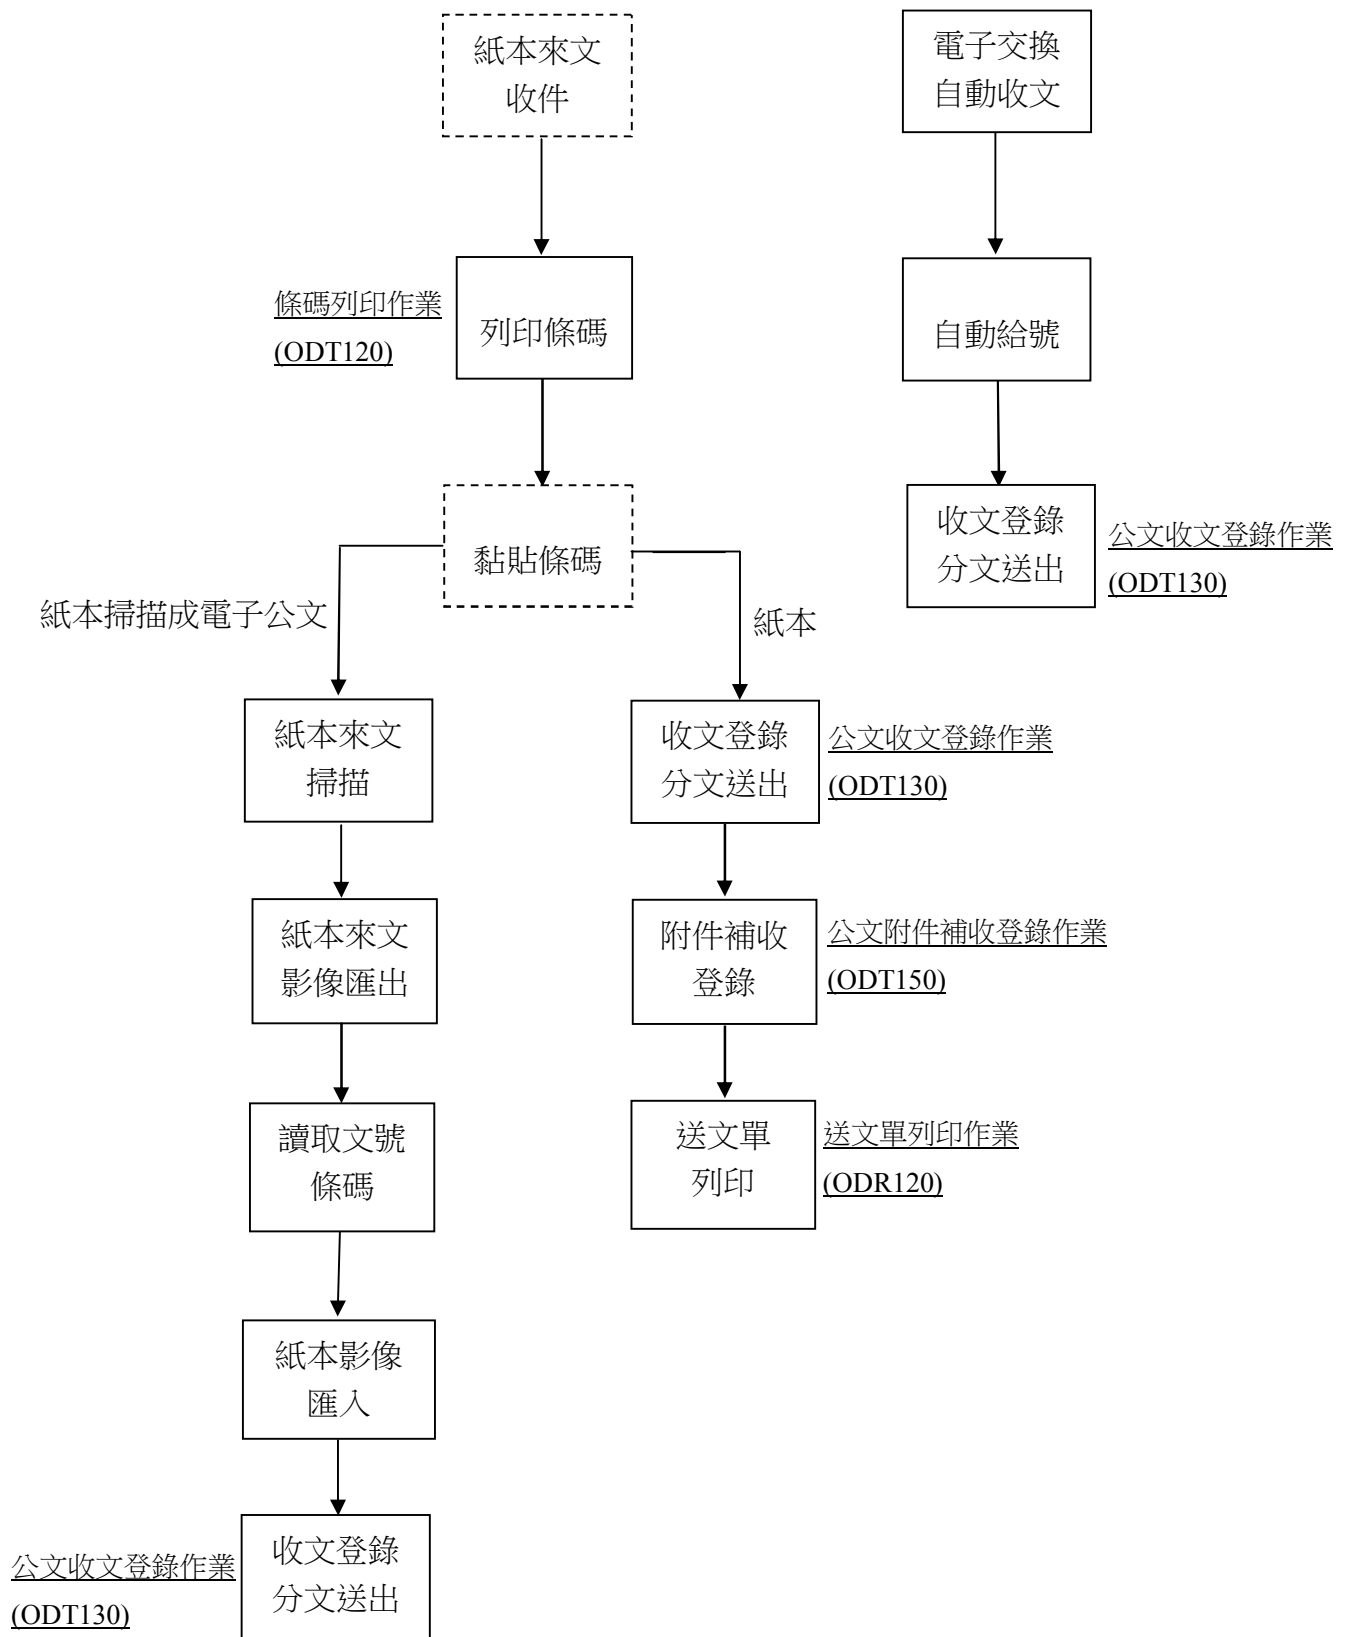 紙本來文
收件
電子交換
自動收文
條碼列印作業
(ODT120)
列印條碼
自動給號
黏貼條碼
收文登錄
分文送出
公文收文登錄作業
(ODT130)
紙本掃描成電子公文
紙本
紙本來文
掃描
收文登錄
分文送出
公文收文登錄作業
(ODT130)
紙本來文
影像匯出
附件補收
登錄
公文附件補收登錄作業
(ODT150)
讀取文號
條碼
送文單
列印
送文單列印作業
(ODR120)
紙本影像
匯入
公文收文登錄作業
(ODT130)
收文登錄
分文送出